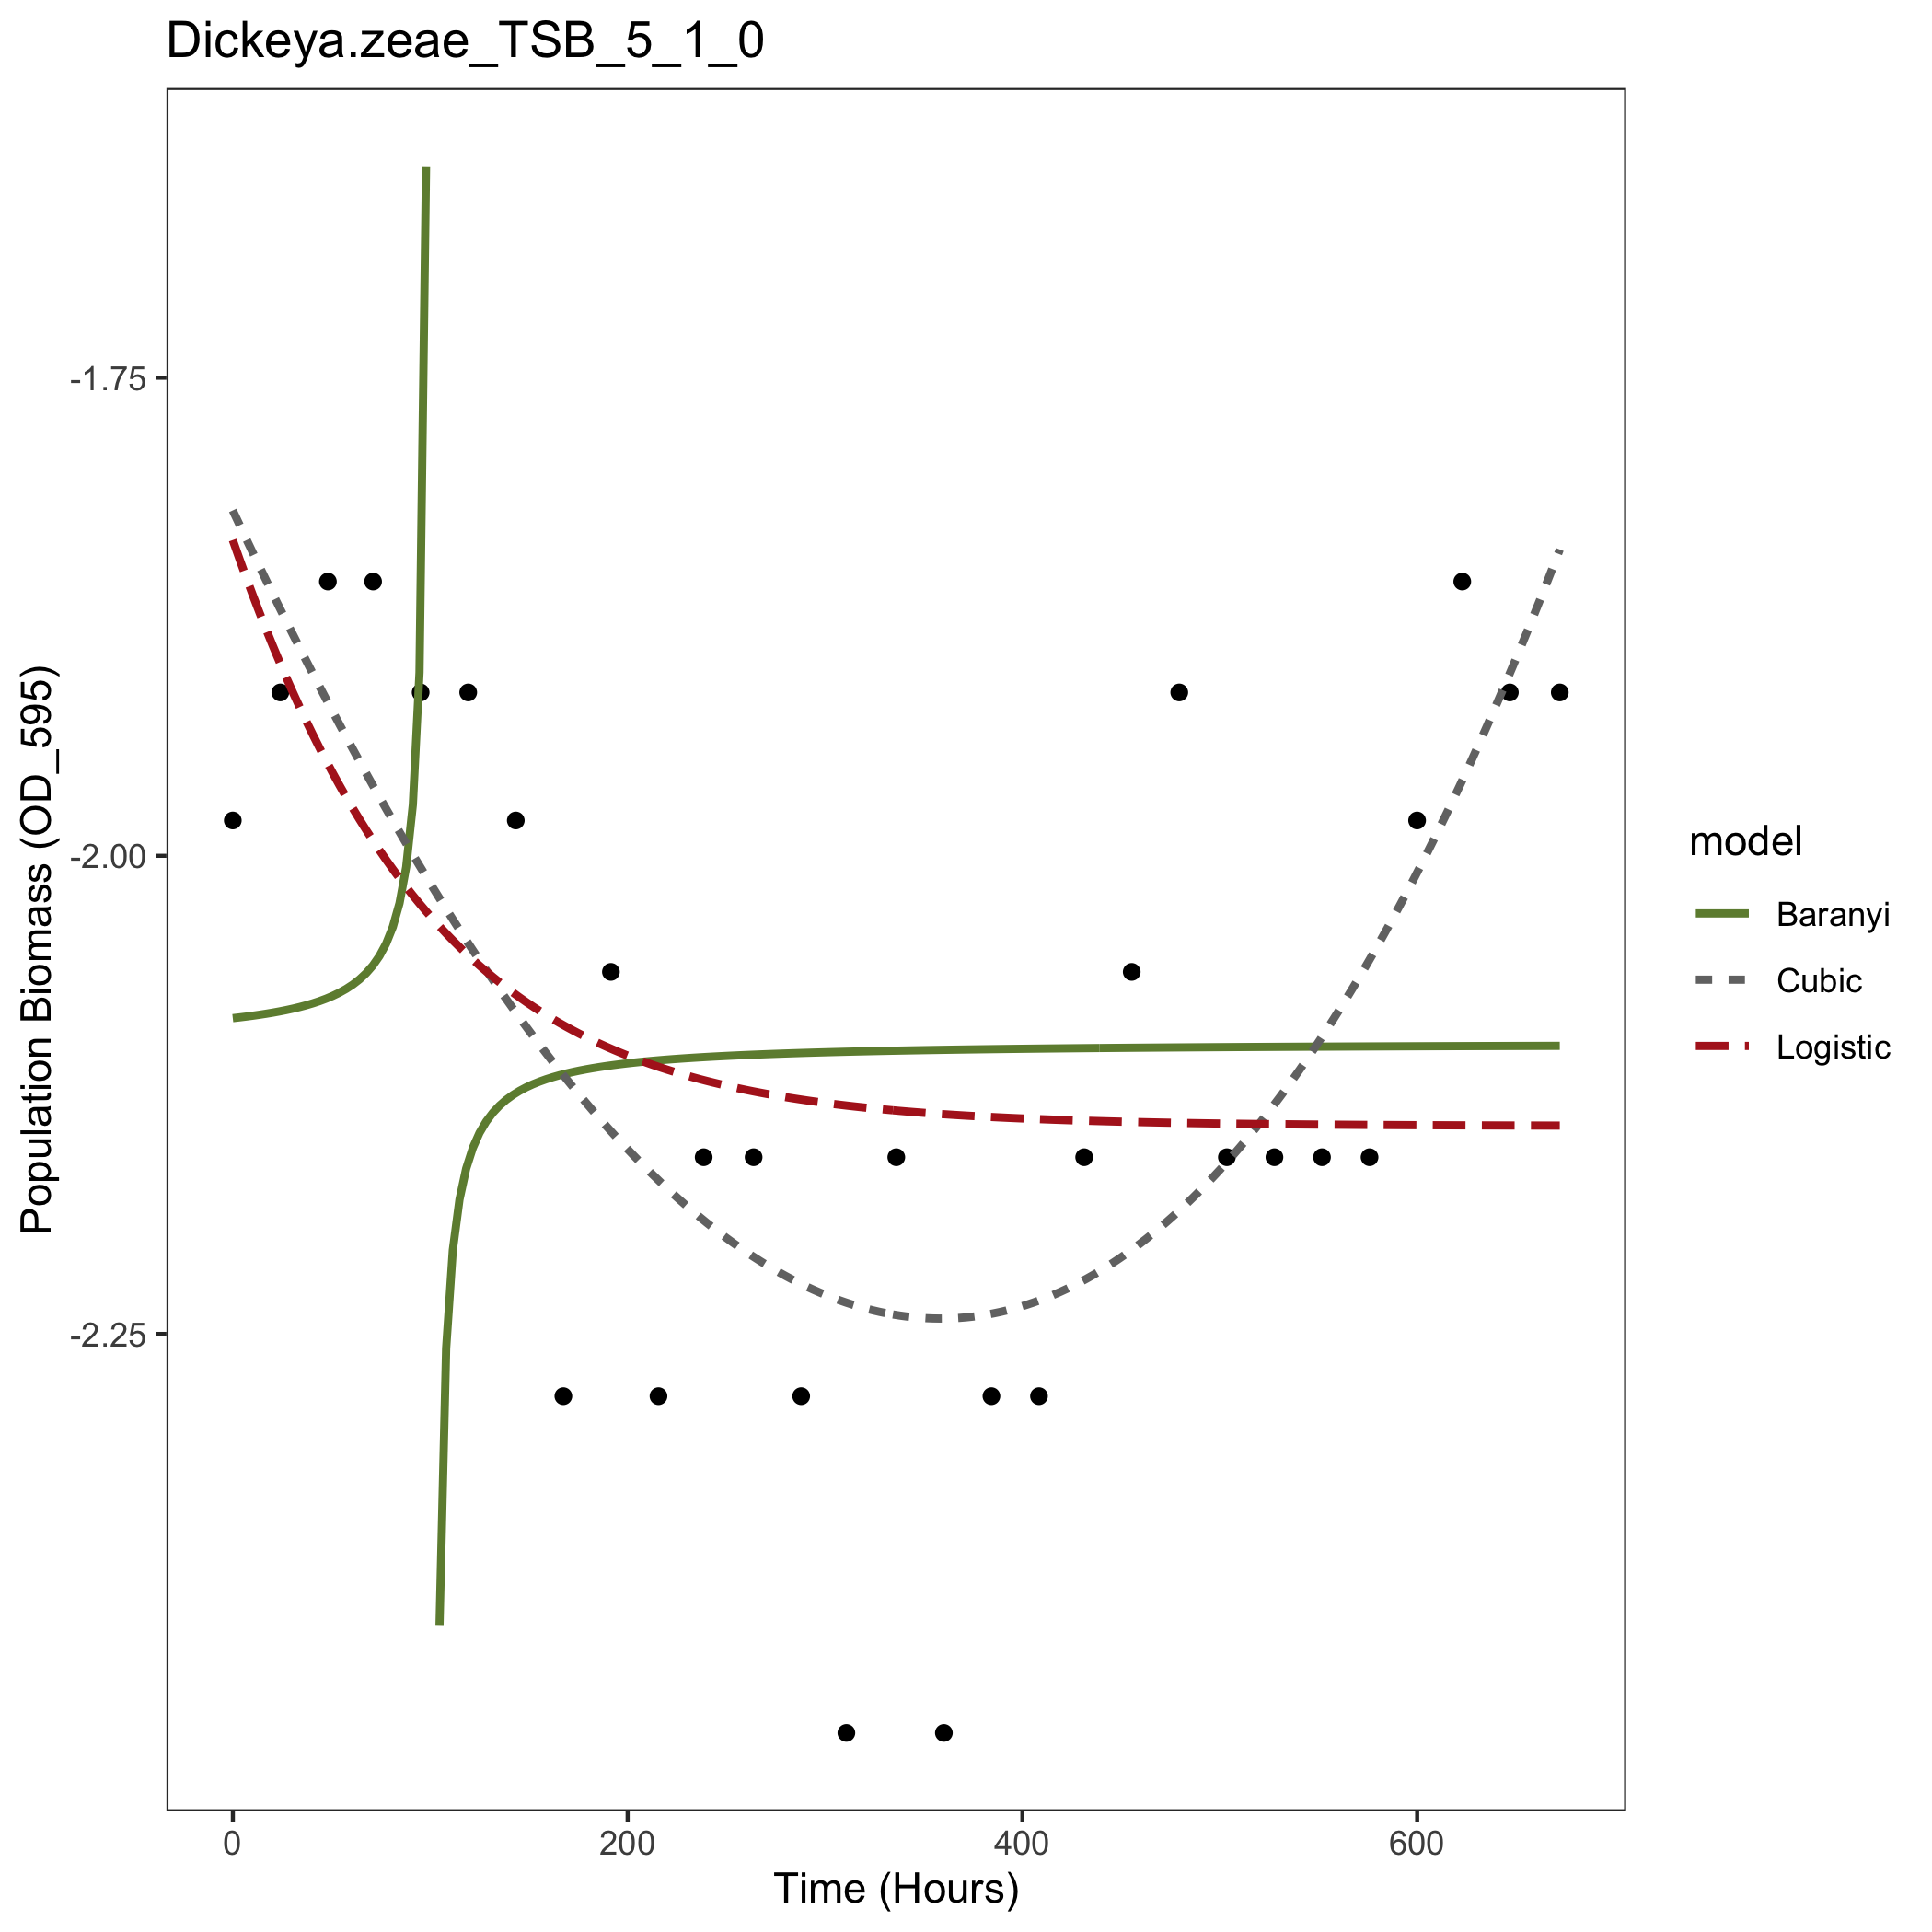 Dickeya.zeae_TSB_5_1_0
Population Biomass (OD_595)
-1.75
-2.00
-2.25
0 200 400 600
Time (Hours)
model
Baranyi
Cubic
Logistic